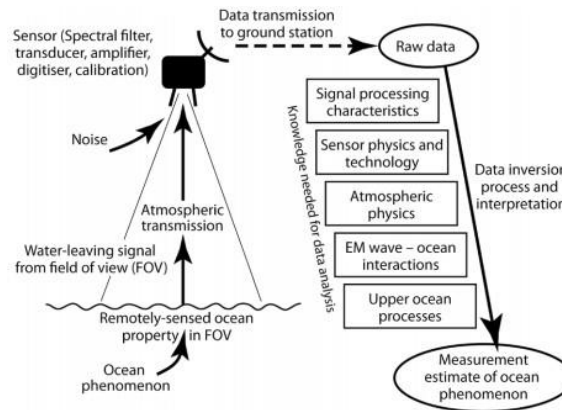 Data transmission
to ground station
Sensor (Spectral filter,
transducer, amplifier,
digitiser, calibration)
Raw data
Noise
Atmospheric
transmission
Water-leaving signal
from field of view (FOV)
Remotely-sensed ocean
property in FOV
Ocean
phenomenon
Knowledge needed for data analysis
Signal processing
characteristics
Sensor physics and
technology
Atmospheric
physics
EM wave – ocean
interactions
Upper ocean
processes
Data inversion
process and
interpretation
Measurement
estimate of ocean
phenomenon